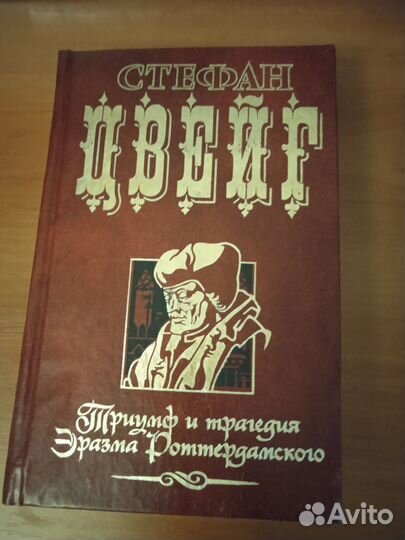 СТЕФАН
ЦВЕЙГ
Триумф и трагедия
Эразма Роттердамского
Avito